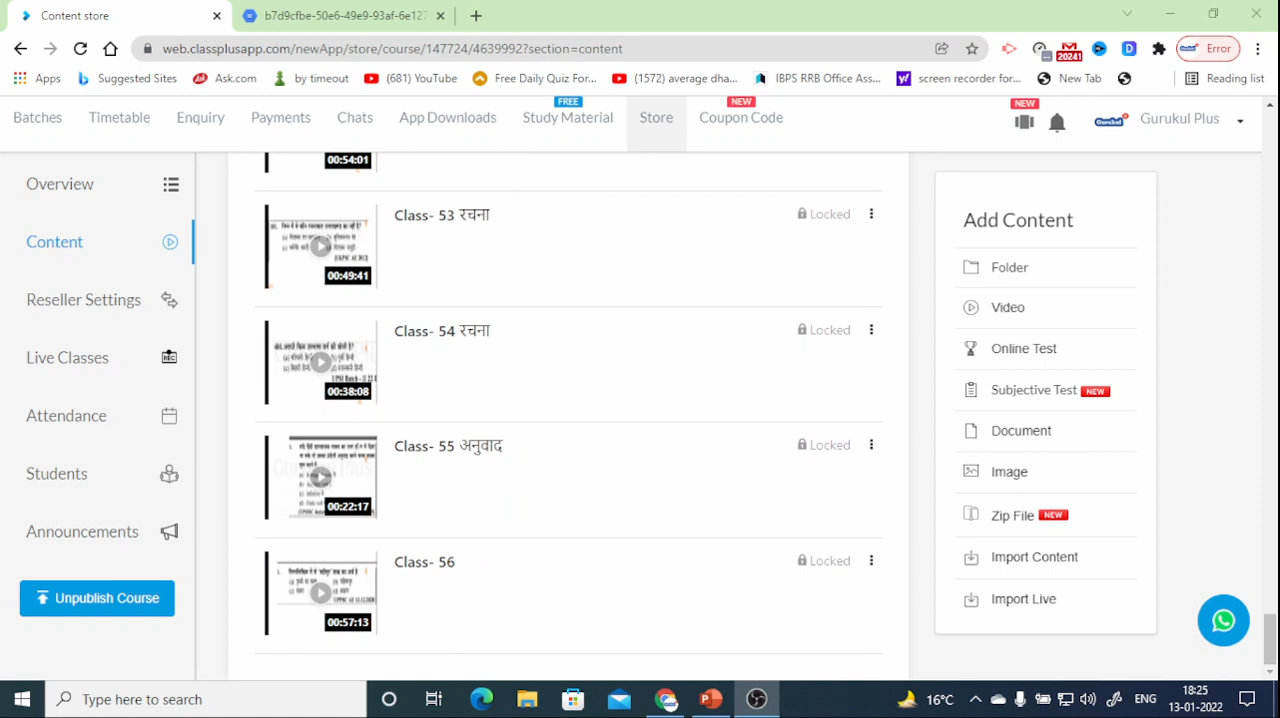 Content store
b7d9cfbe-50e6-49e9-93af-6e127
web.classplusapp.com/newApp/store/course/147724/4639992?section=content
20241
Error
Apps
Suggested Sites
Ask.com
by timeout
(681) YouTube
Free Daily Quiz For...
(1572) average dha...
IBPS RRB Office Ass...
screen recorder for...
New Tab
Reading list
Batches
Timetable
Enquiry
Payments
Chats
App Downloads
FREE
Study Material
Store
NEW
Coupon Code
NEW
Gurukul
Gurukul Plus
Overview
Content
Reseller Settings
Live Classes
REC
Attendance
Students
Announcements
Unpublish Course
00:54:01
Class- 53 रचना
Locked
00:49:41
Class- 54 रचना
Locked
00:38:08
Class- 55 अनुवाद
Locked
00:22:17
Class- 56
Locked
00:57:13
Add Content
Folder
Video
Online Test
Subjective Test NEW
Document
Image
Zip File NEW
Import Content
Import Live
Type here to search
16°C
ENG
18:25
13-01-2022